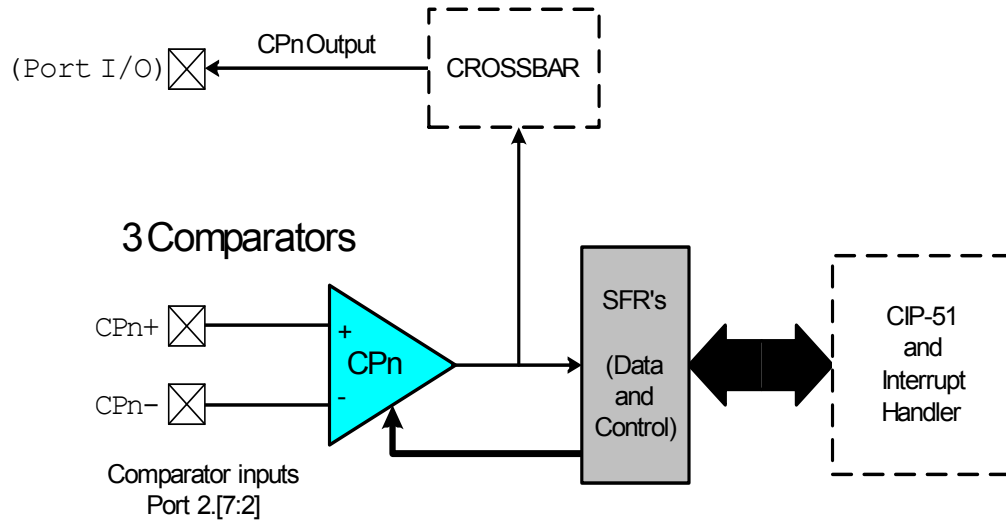 CPn Output
(Port I/O)
CROSSBAR
3 Comparators
CPn+
+
CPn
CPn-
-
SFR's
(Data
and
Control)
CIP-51
and
Interrupt
Handler
Comparator inputs
Port 2.[7:2]